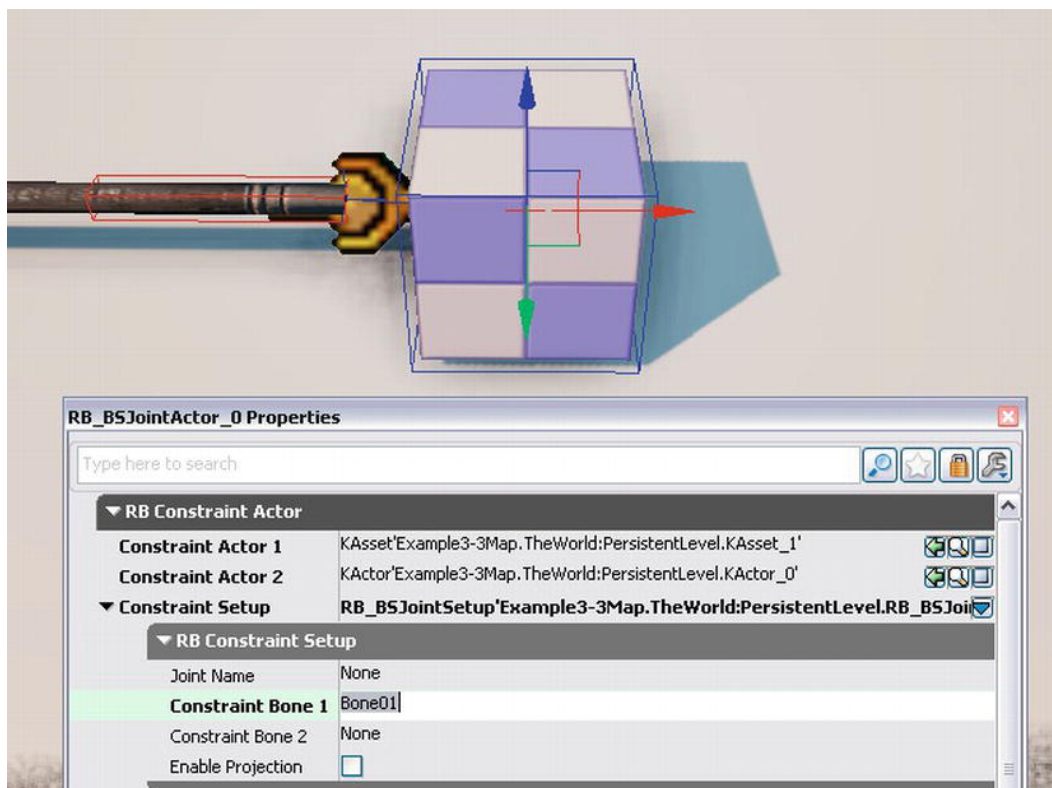 RB_BSJointActor_0 Properties
Type here to search
RB Constraint Actor
Constraint Actor 1 KAsset'Example3-3Map.TheWorld:PersistentLevel.KAsset_1'
Constraint Actor 2 KActor'Example3-3Map.TheWorld:PersistentLevel.KActor_0'
Constraint Setup RB_BSJointSetup'Example3-3Map.TheWorld:PersistentLevel.RB_BSJoin
RB Constraint Setup
Joint Name None
Constraint Bone 1 Bone01
Constraint Bone 2 None
Enable Projection